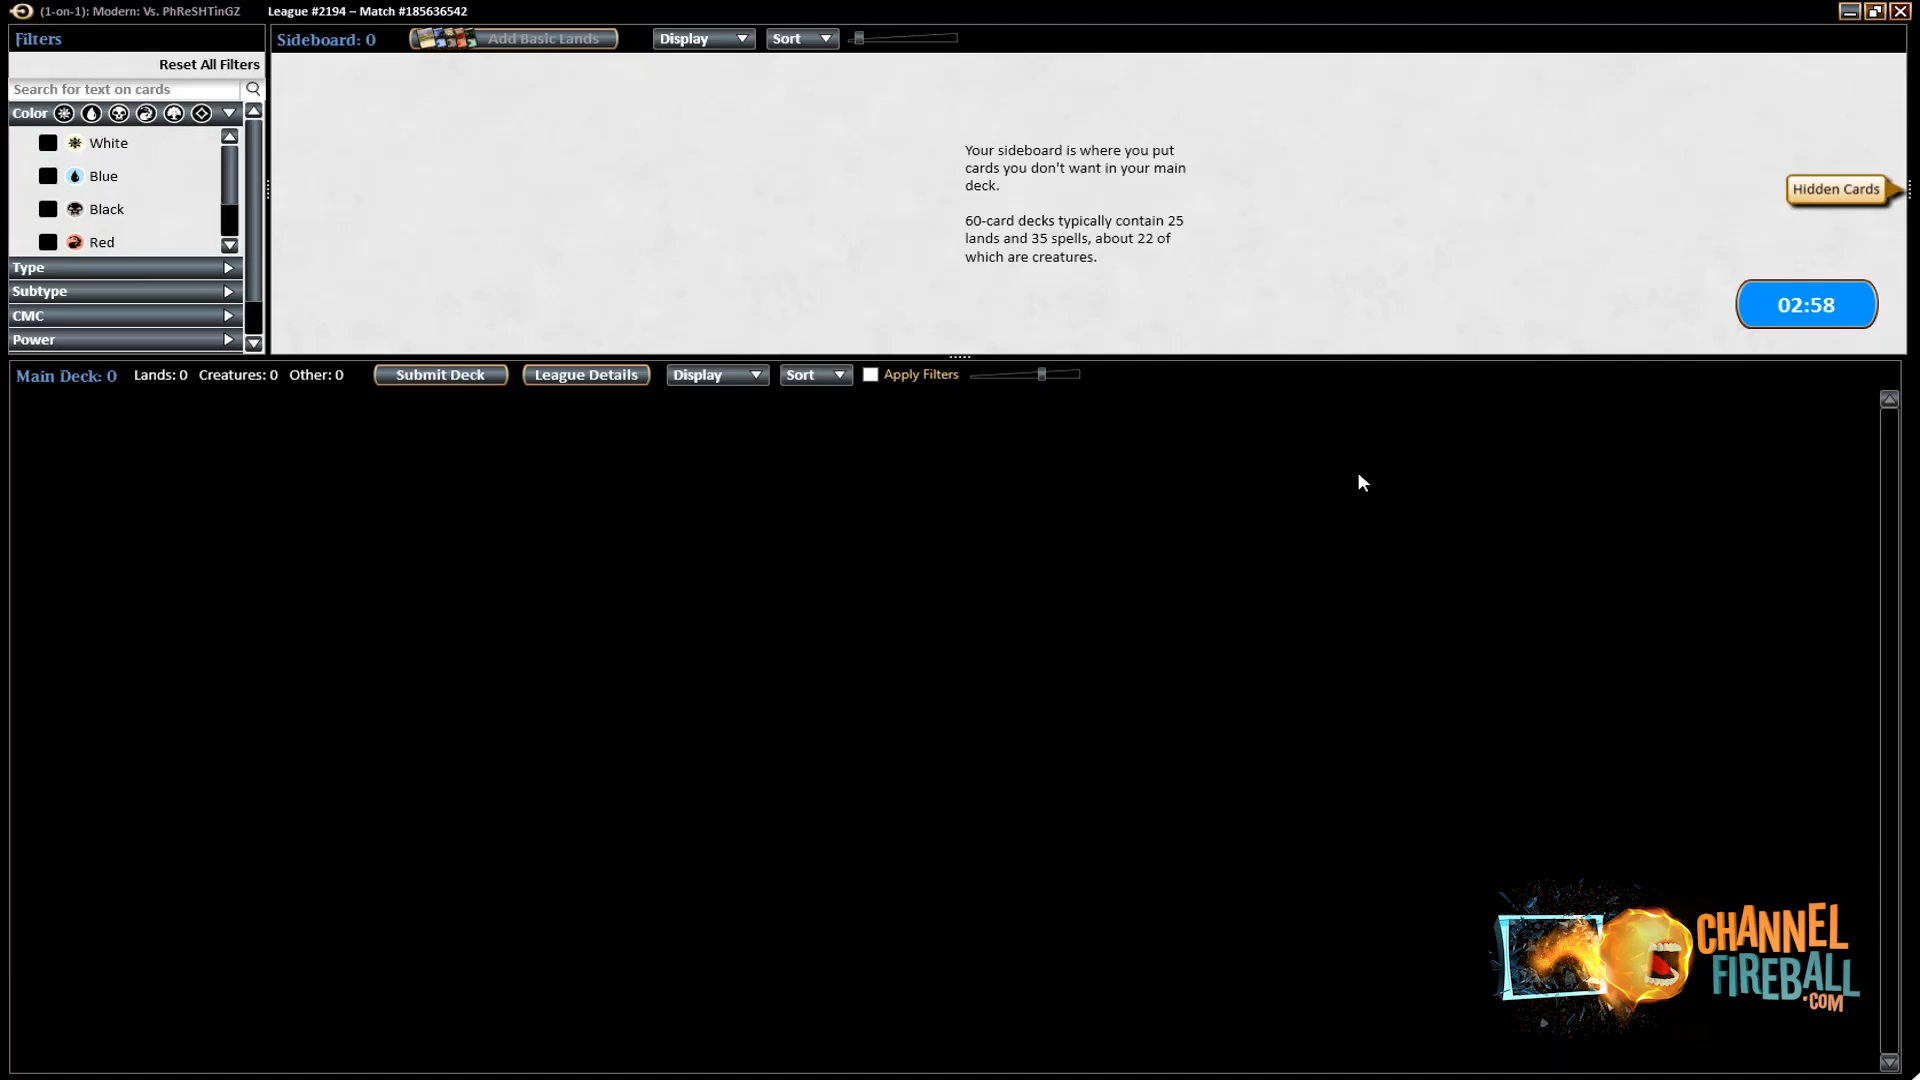 (1-on-1): Modern: Vs. PhReSHTinGZ
League #2194 – Match #185636542
Filters
Reset All Filters
Search for text on cards
Color
White
Blue
Black
Red
Type
Subtype
CMC
Power
Sideboard: 0
Add Basic Lands
Display
Sort
Your sideboard is where you put
cards you don't want in your main
deck.
60-card decks typically contain 25
lands and 35 spells, about 22 of
which are creatures.
Hidden Cards
02:58
Main Deck: 0
Lands: 0
Creatures: 0
Other: 0
Submit Deck
League Details
Display
Sort
Apply Filters
CHANNEL
FIREBALL
.COM